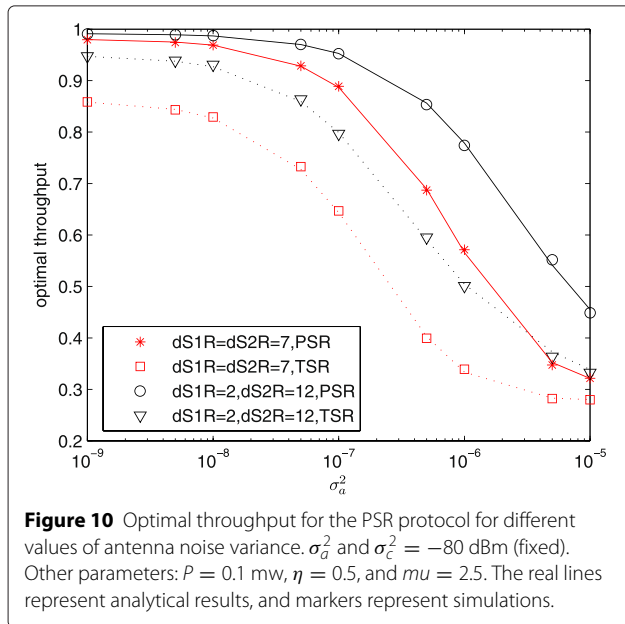 1
0.9
0.8
0.7
0.6
0.5
0.4
0.3
0.2
optimal throughput
dS1R=dS2R=7,PSR
dS1R=dS2R=7,TSR
dS1R=2,dS2R=12,PSR
dS1R=2,dS2R=12,TSR
10⁻⁹ 10⁻⁸ 10⁻⁷ 10⁻⁶ 10⁻⁵
σₐ²
Figure 10 Optimal throughput for the PSR protocol for different
values of antenna noise variance. σₐ² and σ_c² = −80 dBm (fixed).
Other parameters: P = 0.1 mw, η = 0.5, and mu = 2.5. The real lines
represent analytical results, and markers represent simulations.